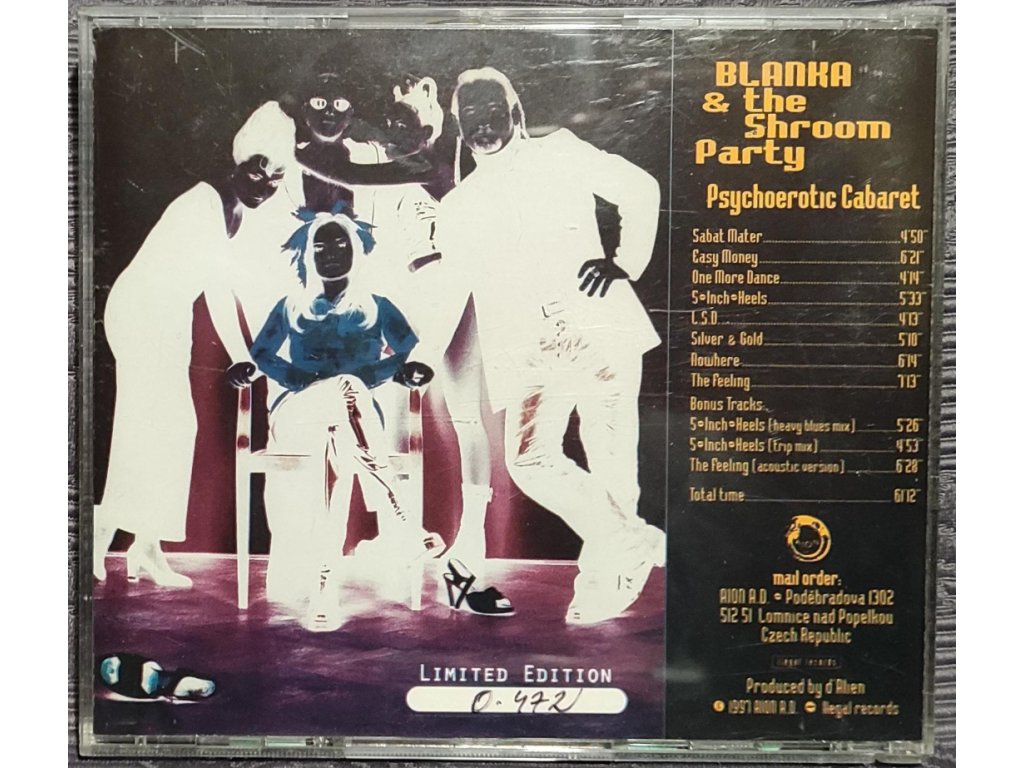 BLANKA
& the
Shroom
Party
Psychoerotic Cabaret
Sabat Mater 4'50"
Easy Money 6'21"
One More Dance 4'14"
5•Inch•Heels 5'33"
L.S.D. 4'13"
Silver & Gold 5'10"
Nowhere 6'14"
The Feeling 7'13"
Bonus Tracks:
5•Inch•Heels (heavy blues mix) 5'26"
5•Inch•Heels (trip mix) 4'53"
The Feeling (acoustic version) 6'28"
Total time 61'12"
mail order:
AION A.D. • Poděbradova 1302
512 51 Lomnice nad Popelkou
Czech Republic
illegal records
Produced by d'Alien
© 1997 AION A.D. – Illegal records
LIMITED EDITION
0.472